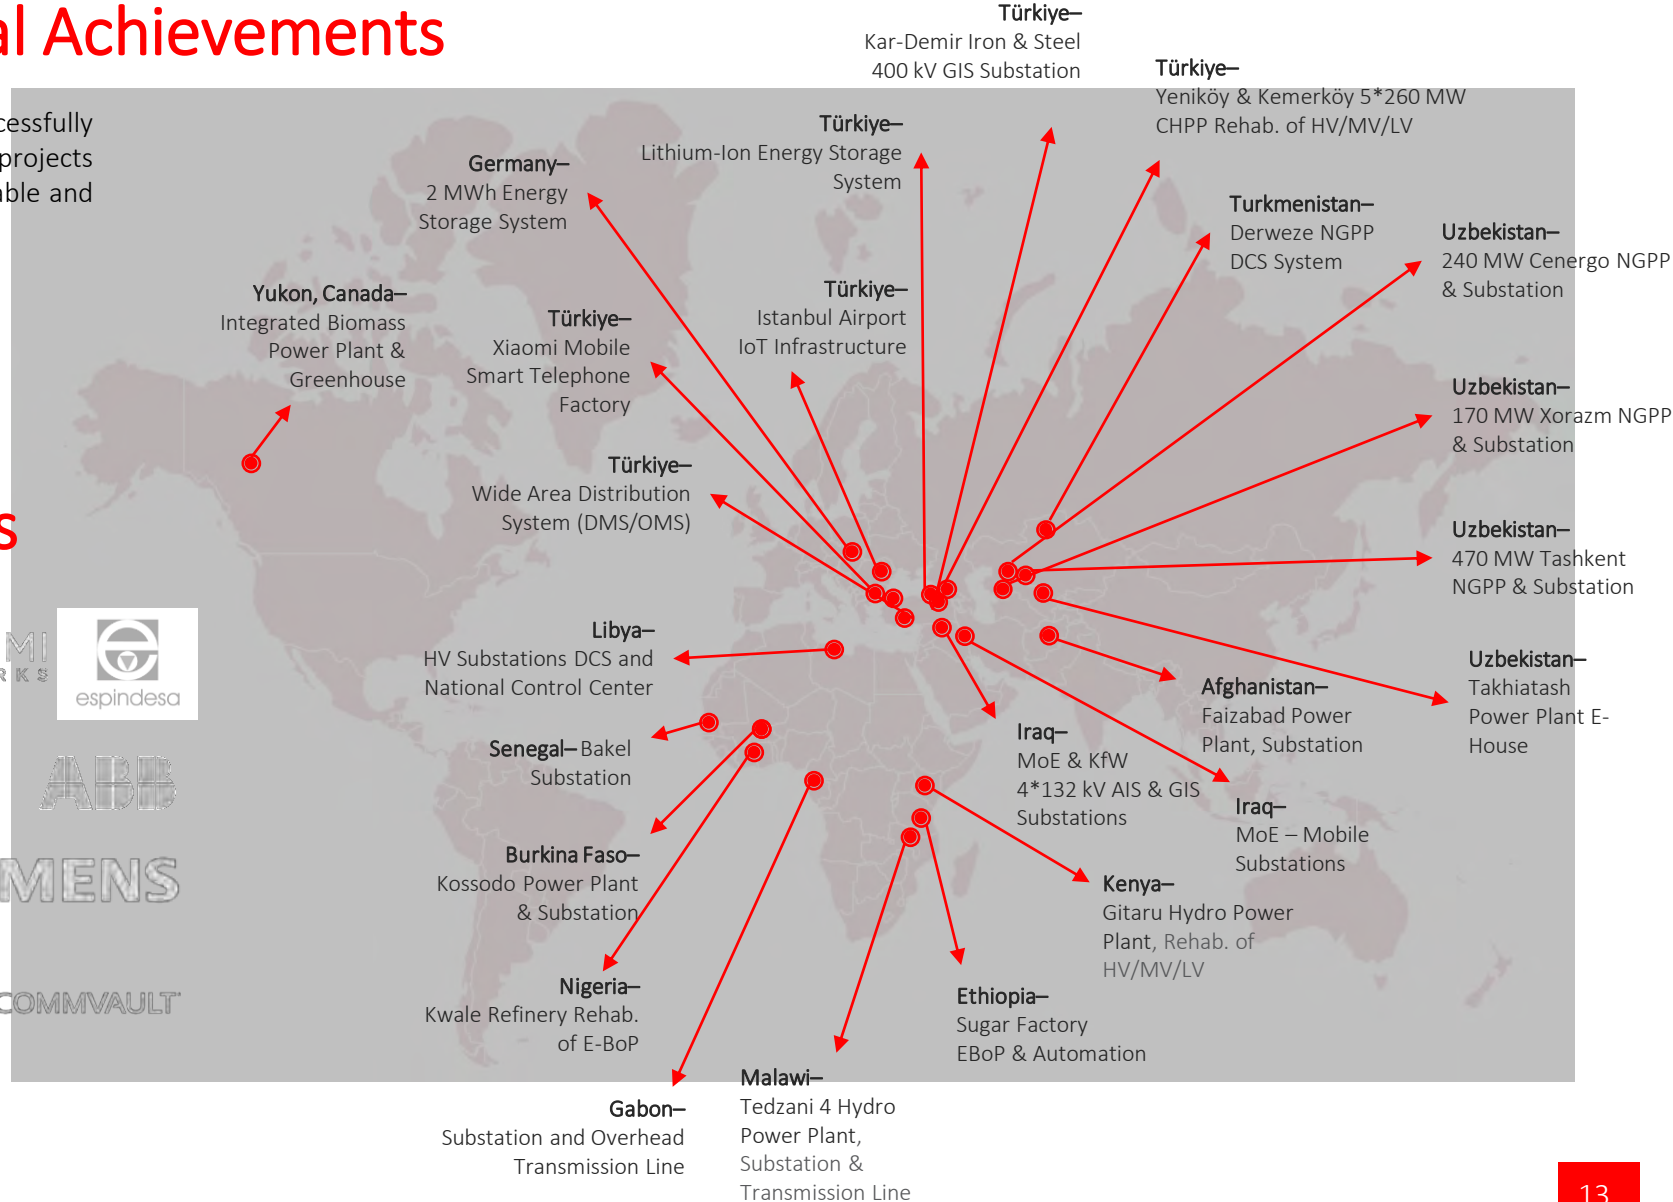 al Achievements
cessfully
projects
able and
s
MI
RKS
espindesa
ABB
MENS
COMMVAULT
Türkiye–
Kar-Demir Iron & Steel
400 kV GIS Substation
Türkiye–
Yeniköy & Kemerköy 5*260 MW
CHPP Rehab. of HV/MV/LV
Türkiye–
Lithium-Ion Energy Storage
System
Germany–
2 MWh Energy
Storage System
Turkmenistan–
Derweze NGPP
DCS System
Uzbekistan–
240 MW Cenergo NGPP
& Substation
Yukon, Canada–
Integrated Biomass
Power Plant &
Greenhouse
Türkiye–
Xiaomi Mobile
Smart Telephone
Factory
Türkiye–
Istanbul Airport
IoT Infrastructure
Uzbekistan–
170 MW Xorazm NGPP
& Substation
Türkiye–
Wide Area Distribution
System (DMS/OMS)
Uzbekistan–
470 MW Tashkent
NGPP & Substation
Libya–
HV Substations DCS and
National Control Center
Uzbekistan–
Takhiatash
Power Plant E-
House
Afghanistan–
Faizabad Power
Plant, Substation
Senegal– Bakel
Substation
Iraq–
MoE & KfW
4*132 kV AIS & GIS
Substations
Iraq–
MoE – Mobile
Substations
Burkina Faso–
Kossodo Power Plant
& Substation
Kenya–
Gitaru Hydro Power
Plant, Rehab. of
HV/MV/LV
Nigeria–
Kwale Refinery Rehab.
of E-BoP
Ethiopia–
Sugar Factory
EBoP & Automation
Gabon–
Substation and Overhead
Transmission Line
Malawi–
Tedzani 4 Hydro
Power Plant,
Substation &
Transmission Line
13